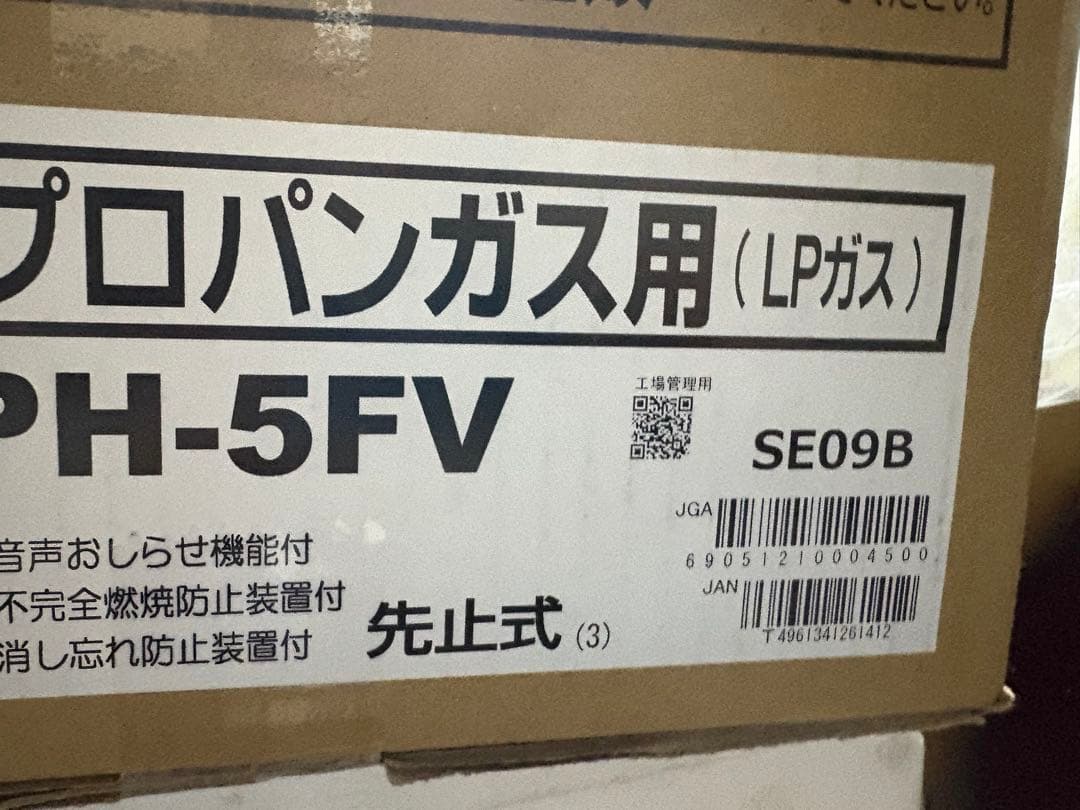 プロパンガス用(LPガス)
PH-5FV
工場管理用
SE09B
JGA
69051210004500
JAN
T4961341261412
音声おしらせ機能付
不完全燃焼防止装置付
消し忘れ防止装置付
先止式(3)